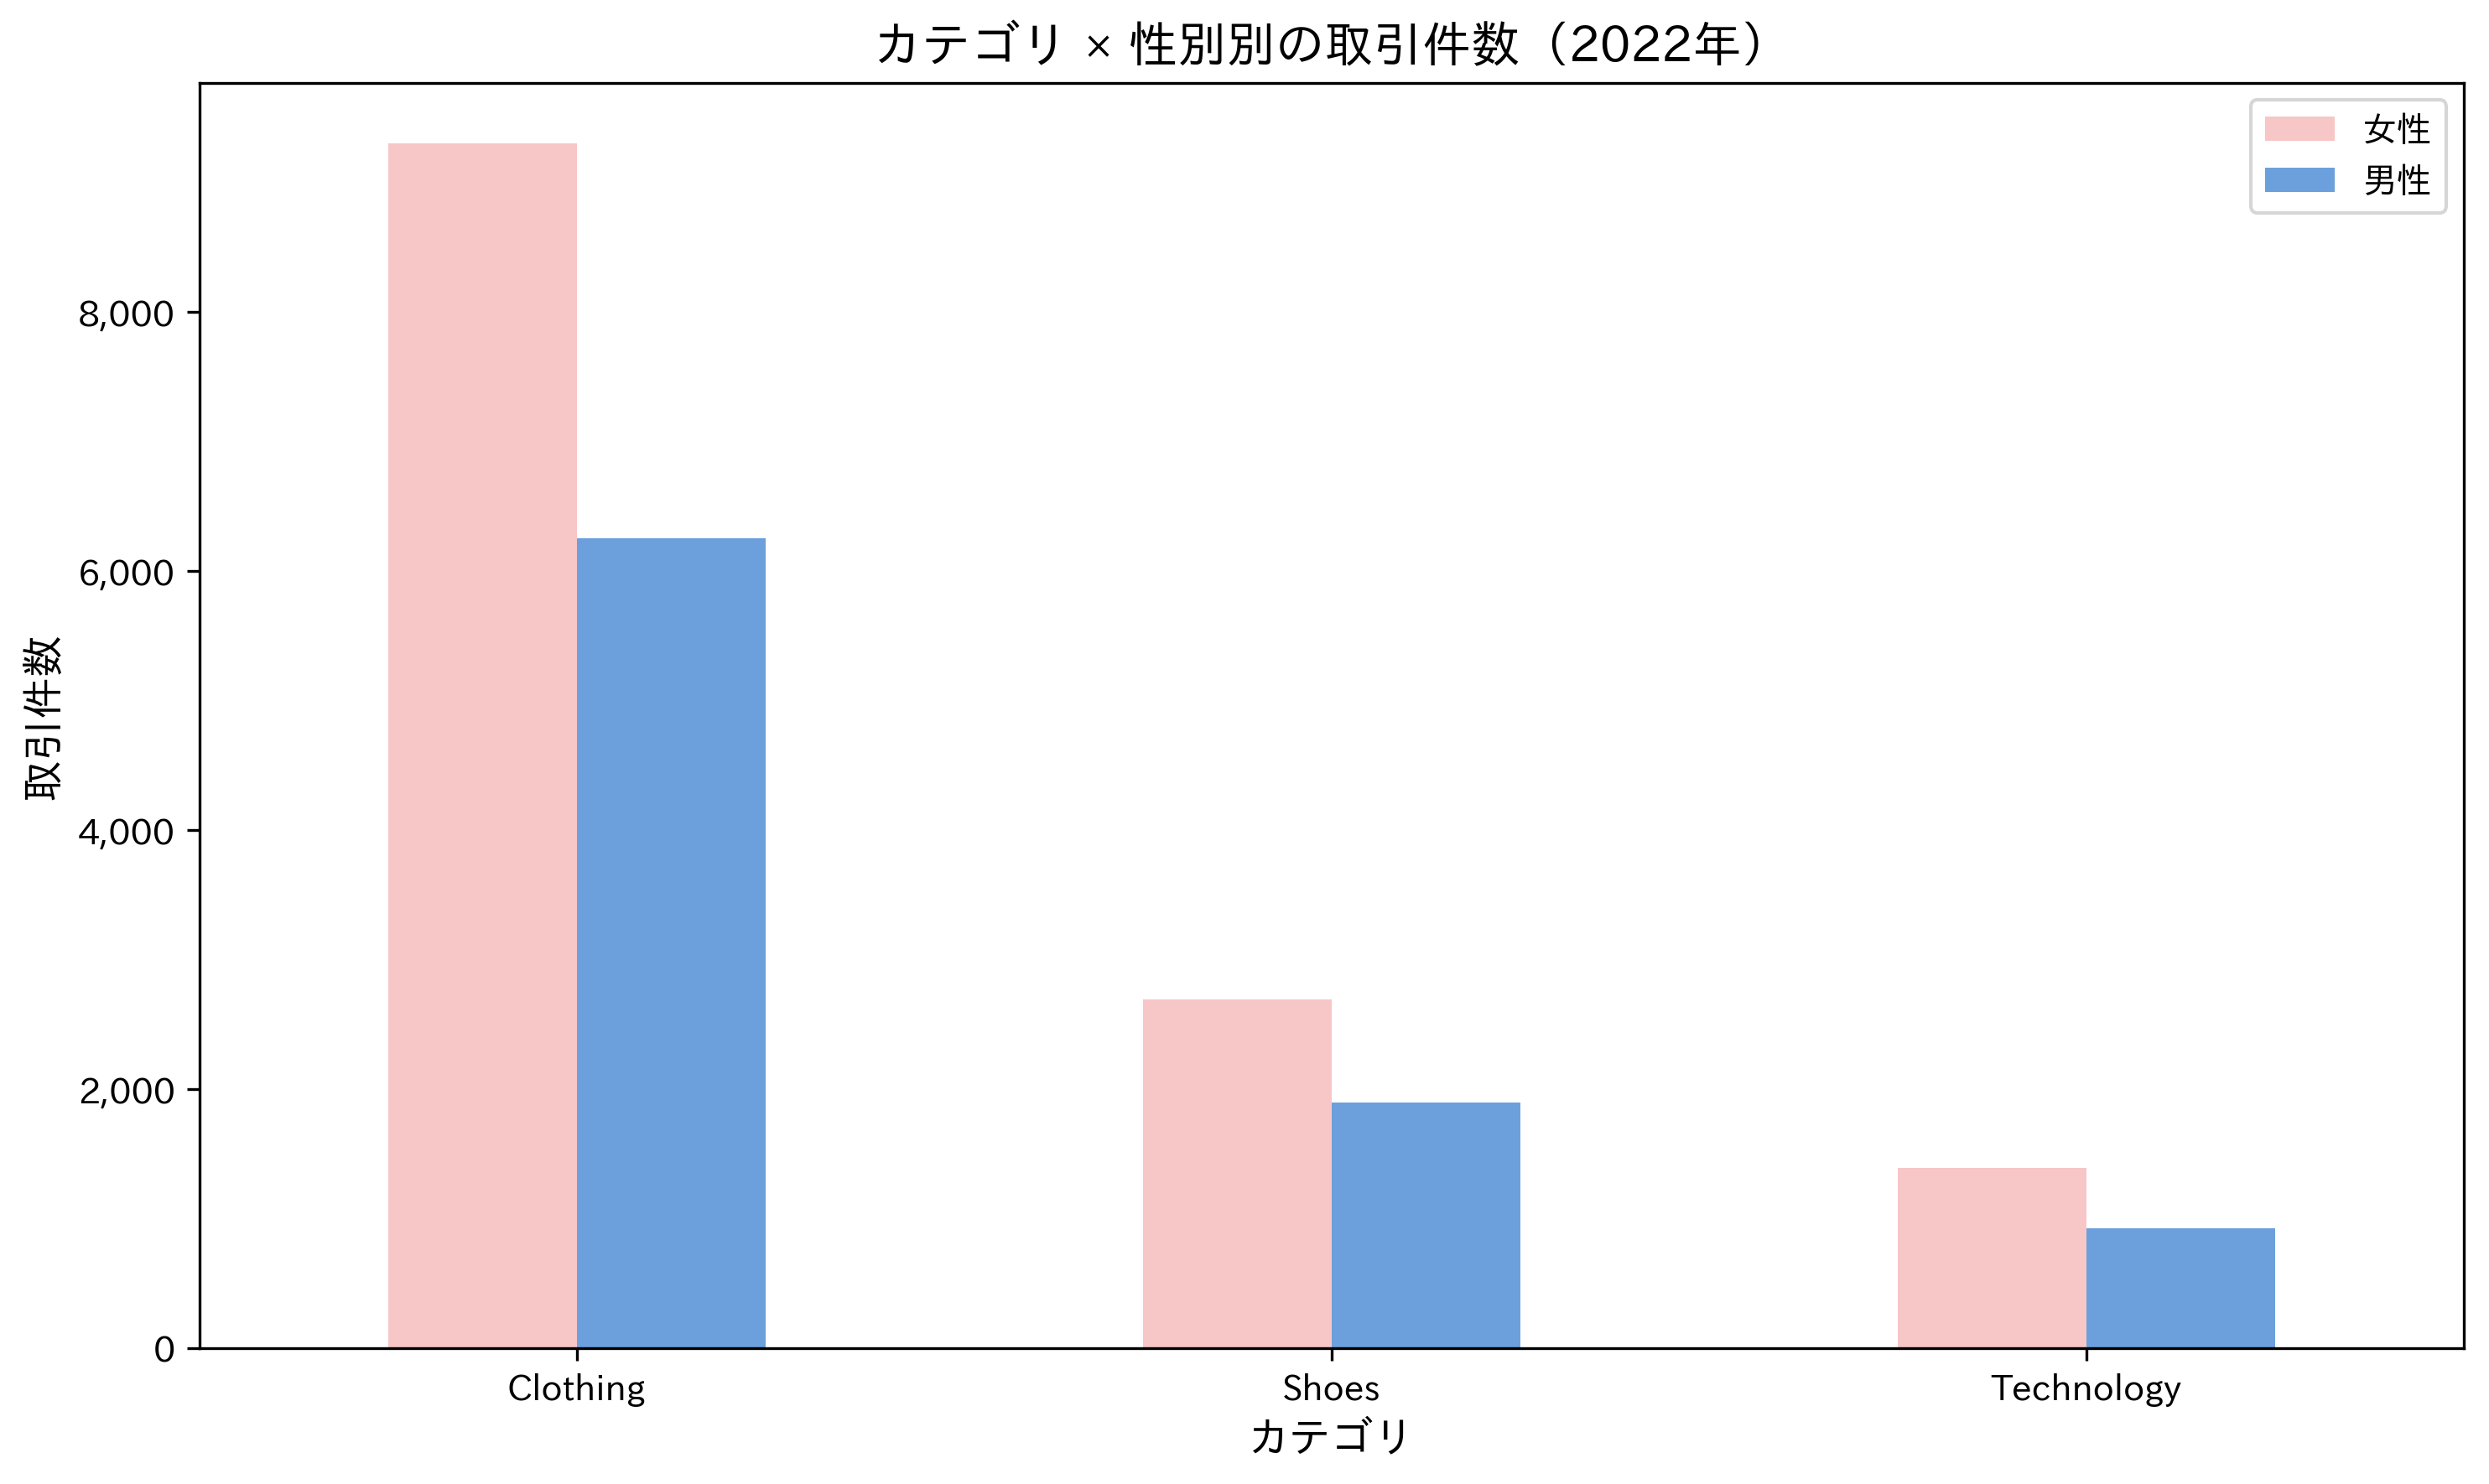 カテゴリ × 性別別の取引件数（2022年）
女性
男性
取引件数
8,000
6,000
4,000
2,000
0
Clothing
Shoes
Technology
カテゴリ